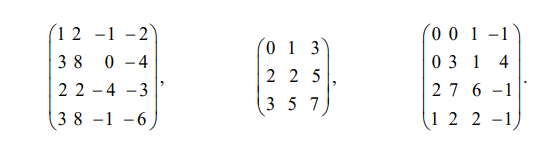 1 2 −1 −2
3 8 0 −4
2 2 −4 −3
3 8 −1 −6
,
0 1 3
2 2 5
3 5 7
,
0 0 1 −1
0 3 1 4
2 7 6 −1
1 2 2 −1
.